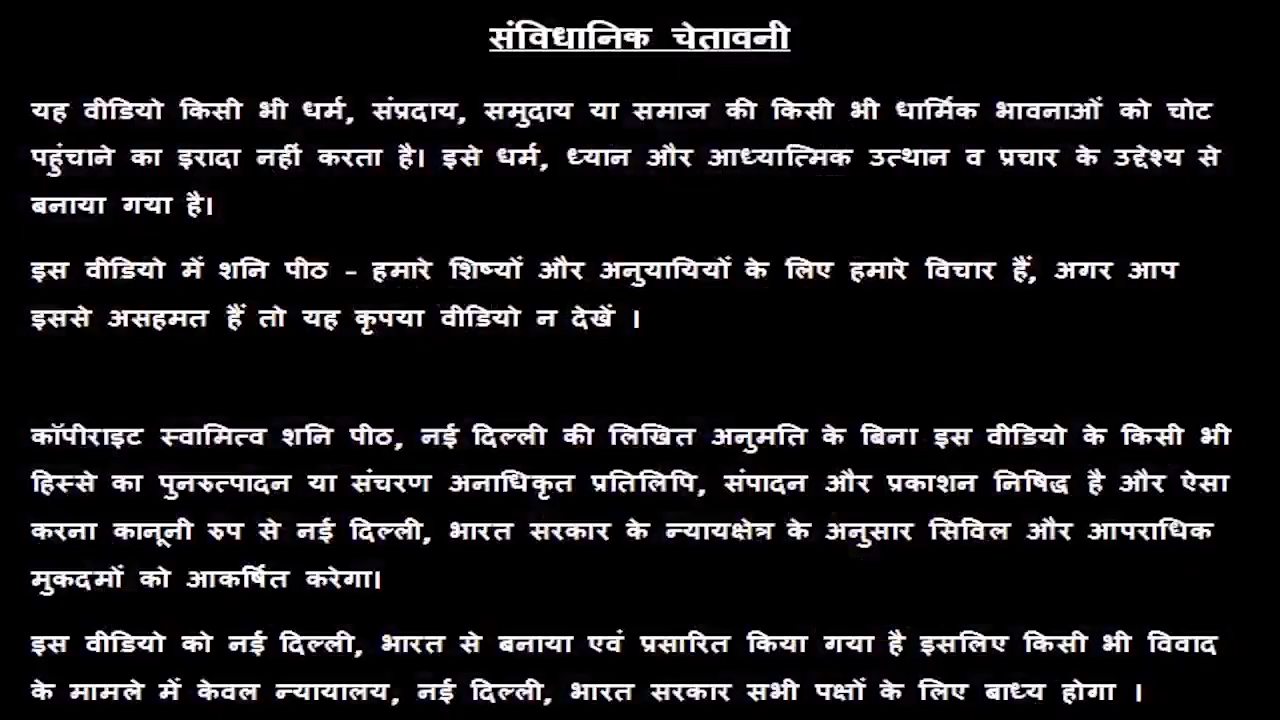 संविधानिक चेतावनी
यह वीडियो किसी भी धर्म, संप्रदाय, समुदाय या समाज की किसी भी धार्मिक भावनाओं को चोट
पहुंचाने का इरादा नहीं करता है। इसे धर्म, ध्यान और आध्यात्मिक उत्थान व प्रचार के उद्देश्य से
बनाया गया है।
इस वीडियो में शनि पीठ – हमारे शिष्यों और अनुयायियों के लिए हमारे विचार हैं, अगर आप
इससे असहमत हैं तो यह कृपया वीडियो न देखें ।
कॉपीराइट स्वामित्व शनि पीठ, नई दिल्ली की लिखित अनुमति के बिना इस वीडियो के किसी भी
हिस्से का पुनरुत्पादन या संचरण अनाधिकृत प्रतिलिपि, संपादन और प्रकाशन निषिद्ध है और ऐसा
करना कानूनी रुप से नई दिल्ली, भारत सरकार के न्यायक्षेत्र के अनुसार सिविल और आपराधिक
मुकदमों को आकर्षित करेगा।
इस वीडियो को नई दिल्ली, भारत से बनाया एवं प्रसारित किया गया है इसलिए किसी भी विवाद
के मामले में केवल न्यायालय, नई दिल्ली, भारत सरकार सभी पक्षों के लिए बाध्य होगा ।